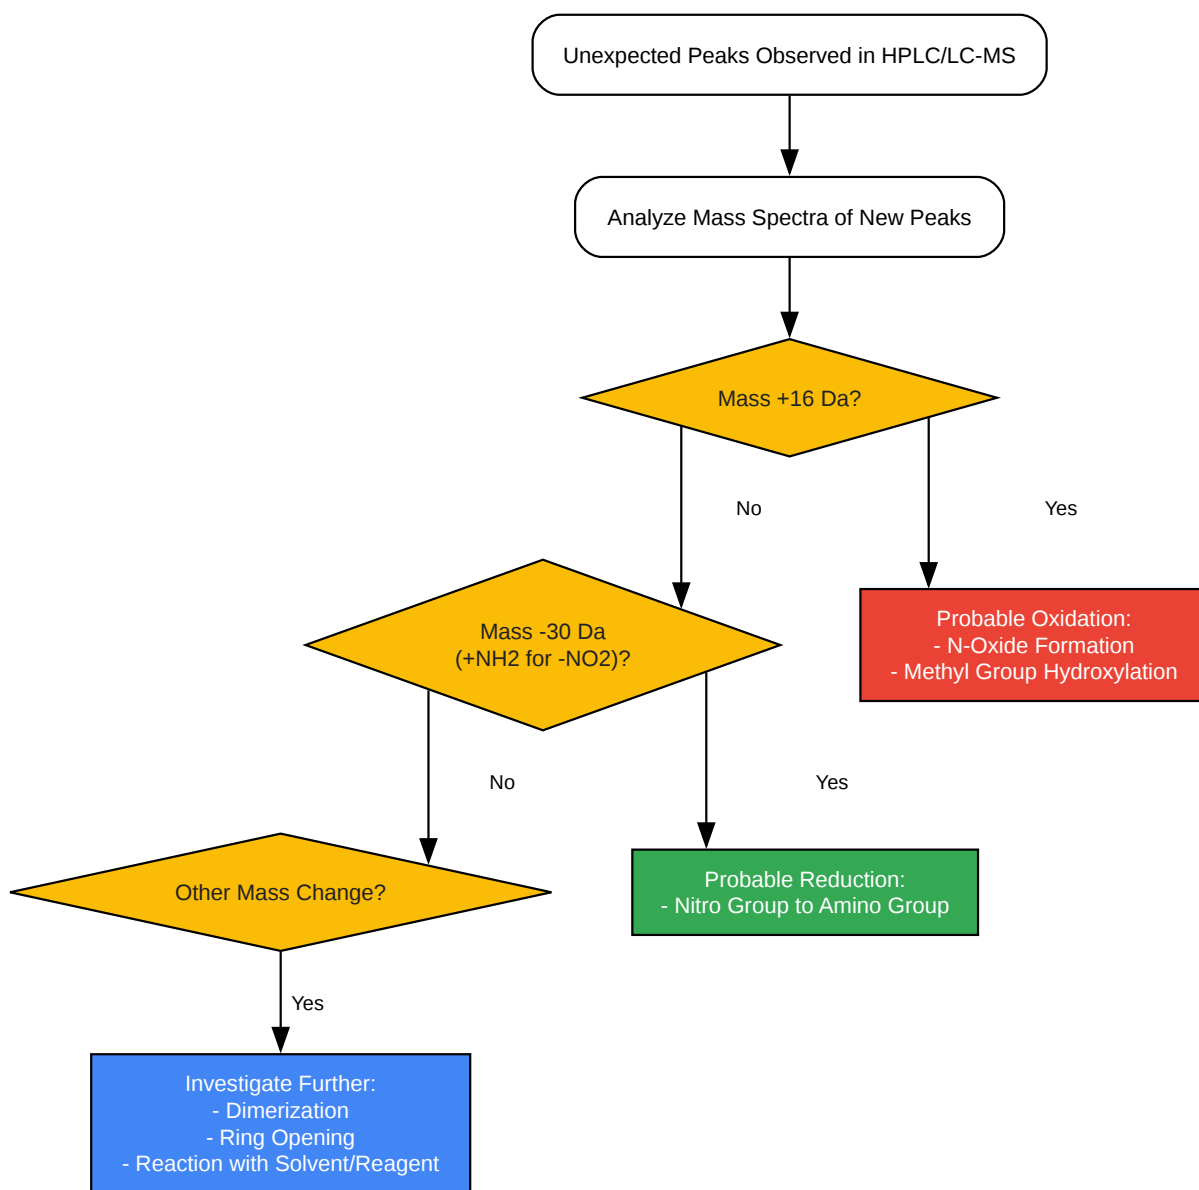 Unexpected Peaks Observed in HPLC/LC-MS
Analyze Mass Spectra of New Peaks
Mass +16 Da?
No
Yes
Probable Oxidation:
- N-Oxide Formation
- Methyl Group Hydroxylation
Mass -30 Da
(+NH2 for -NO2)?
No
Yes
Probable Reduction:
- Nitro Group to Amino Group
Other Mass Change?
Yes
Investigate Further:
- Dimerization
- Ring Opening
- Reaction with Solvent/Reagent